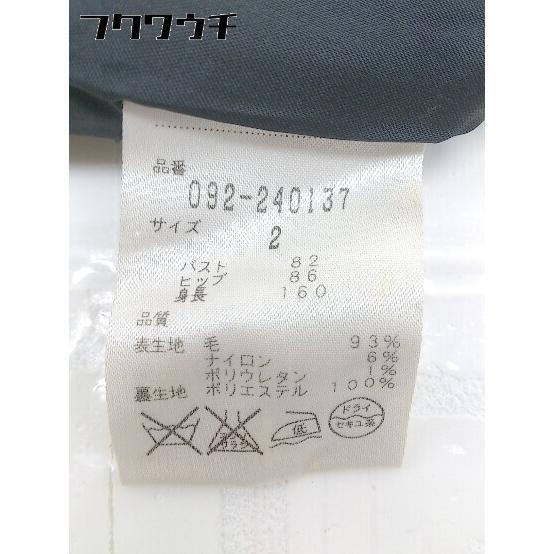 フクワウチ
品番
092-240137
サイズ
2
バスト 82
ヒップ 86
身長 160
品質
表生地 毛 93%
ナイロン 6%
ポリウレタン 1%
裏生地 ポリエステル 100%
低
ドライ
セキユ系